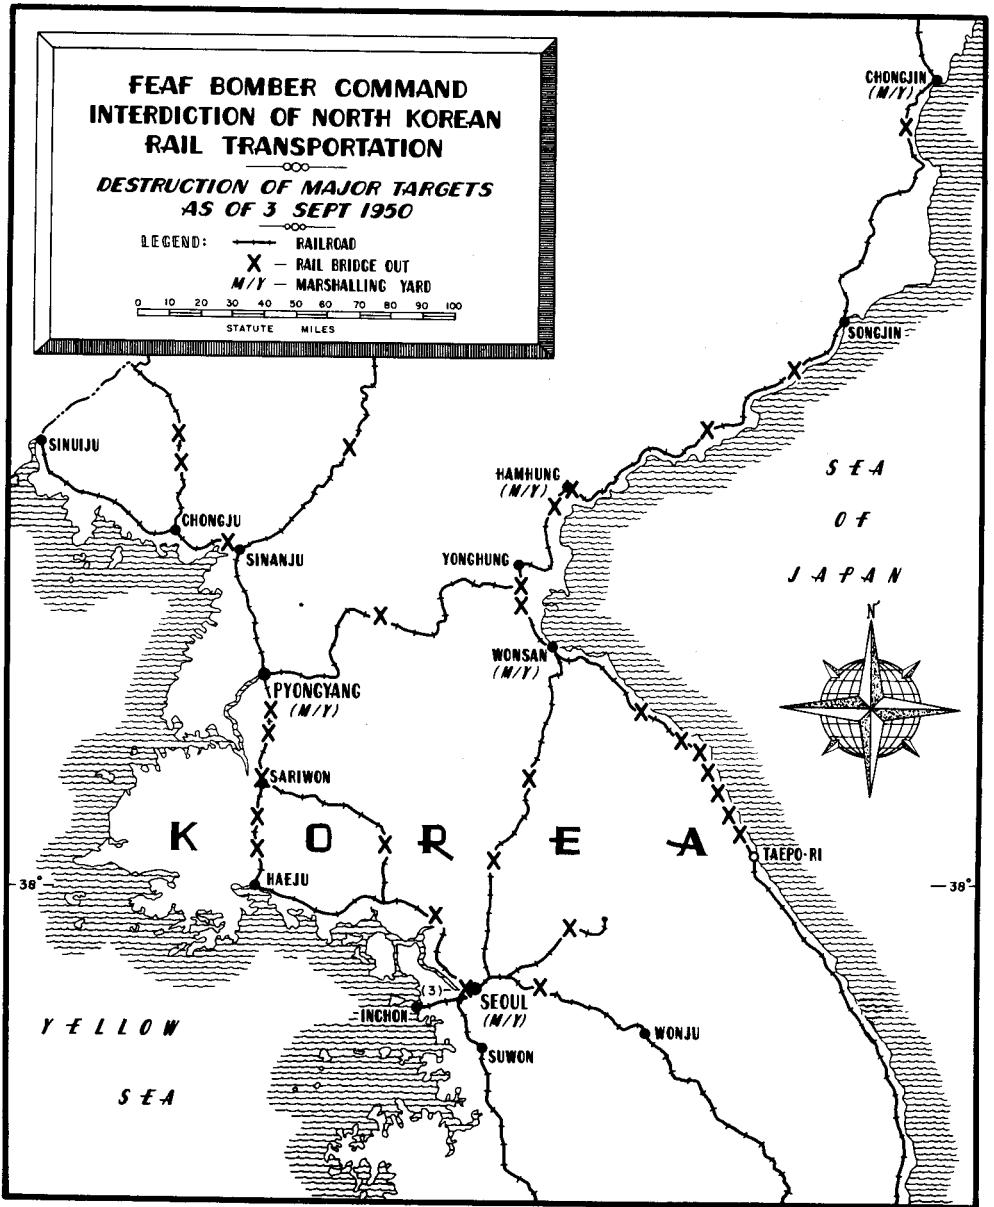 FEAF BOMBER COMMAND
INTERDICTION OF NORTH KOREAN
RAIL TRANSPORTATION
DESTRUCTION OF MAJOR TARGETS
AS OF 3 SEPT 1950
LEGEND:
RAILROAD
X — RAIL BRIDGE OUT
M/Y — MARSHALLING YARD
0 10 20 30 40 50 60 70 80 90 100
STATUTE MILES
CHONGJIN
(M/Y)
SONGJIN
SINUIJU
HAMHUNG
(M/Y)
SEA
OF
JAPAN
CHONGJU
SINANJU
YONGHUNG
N
WONSAN
(M/Y)
PYONGYANG
(M/Y)
SARIWON
KOREA
TAEPO-RI
38°
HAEJU
38°
(3)
SEOUL
(M/Y)
INCHON
YELLOW
SEA
WONJU
SUWON